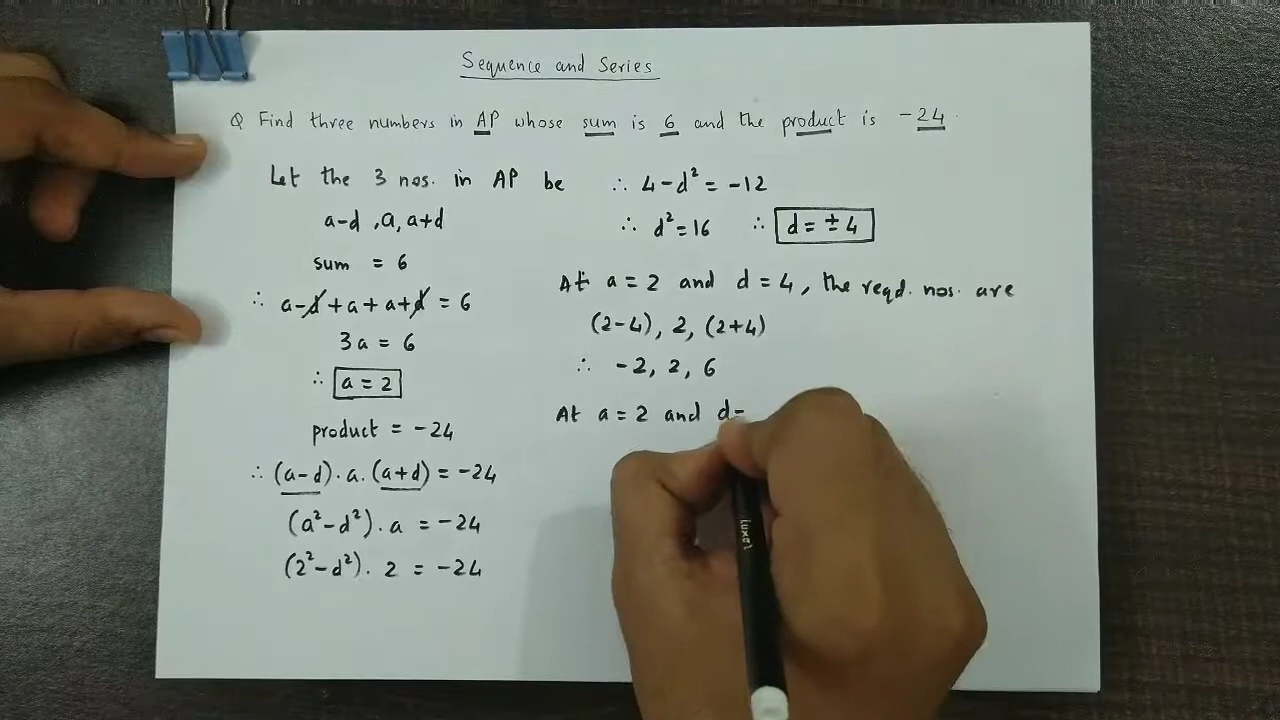 Sequence and Series
Q Find three numbers in AP whose sum is 6 and the product is -24.
Let the 3 nos. in AP be
a-d, a, a+d
sum = 6
∴ a-d+a+a+d = 6
3a = 6
∴ a = 2
product = -24
∴ (a-d).a.(a+d) = -24
(a²-d²).a = -24
(2²-d²).2 = -24
∴ 4-d² = -12
∴ d²=16 ∴ d = ±4
At a = 2 and d = 4, the reqd. nos. are
(2-4), 2, (2+4)
∴ -2, 2, 6
At a = 2 and d=
Luxor